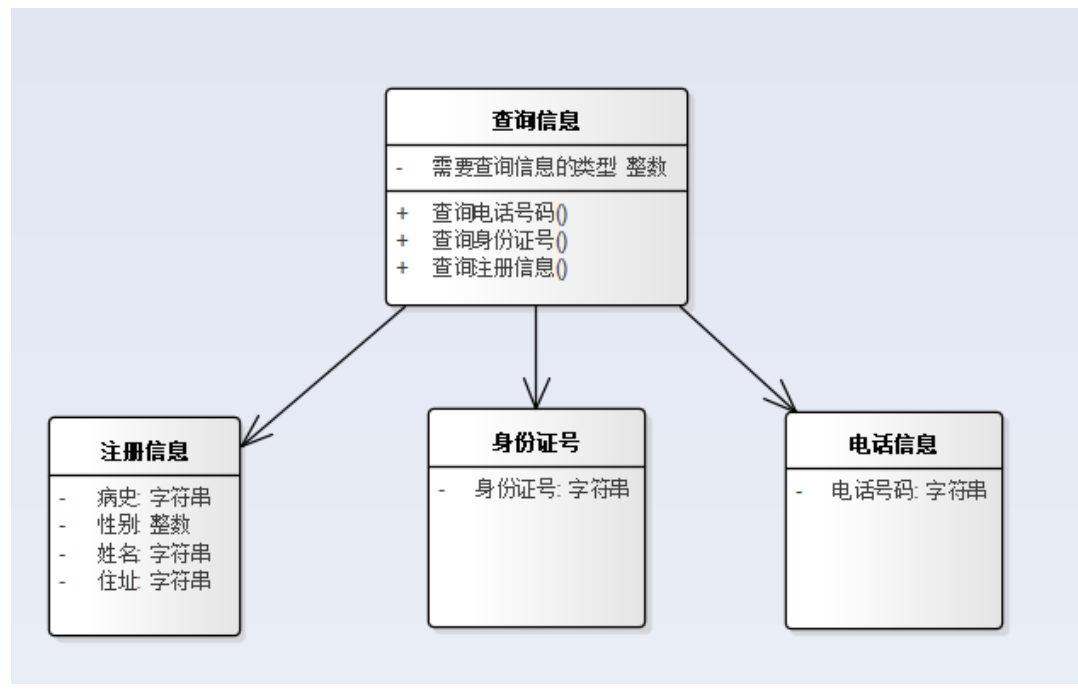 查询信息
- 需要查询信息的类型: 整数
+ 查询电话号码()
+ 查询身份证号()
+ 查询注册信息()
注册信息
- 病史: 字符串
- 性别: 整数
- 姓名: 字符串
- 住址: 字符串
身份证号
- 身份证号: 字符串
电话信息
- 电话号码: 字符串